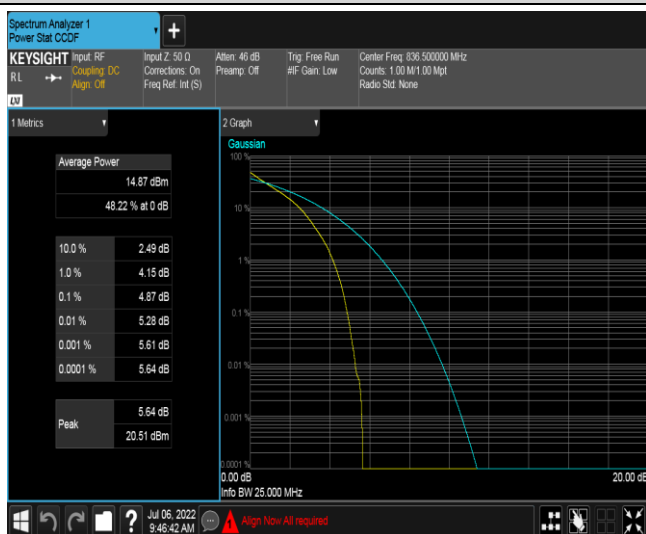 Spectrum Analyzer 1
Power Stat CCDF
+
KEYSIGHT
Input: RF
Input Z: 50 Ω
Atten: 46 dB
Trig: Free Run
Center Freq: 836.500000 MHz
RL
Coupling: DC
Corrections: On
Preamp: Off
#IF Gain: Low
Counts: 1.00 M/1.00 Mpt
Align: Off
Freq Ref: Int (S)
Radio Std: None
LXI
1 Metrics
2 Graph
Average Power
14.87 dBm
48.22 % at 0 dB
10.0 % 2.49 dB
1.0 % 4.15 dB
0.1 % 4.87 dB
0.01 % 5.28 dB
0.001 % 5.61 dB
0.0001 % 5.64 dB
Peak
5.64 dB
20.51 dBm
Gaussian
100 %
10 %
1 %
0.1 %
0.01 %
0.001 %
0.0001 %
0.00 dB
20.00 dB
Info BW 25.000 MHz
?
Jul 06, 2022
9:46:42 AM
Align Now All required